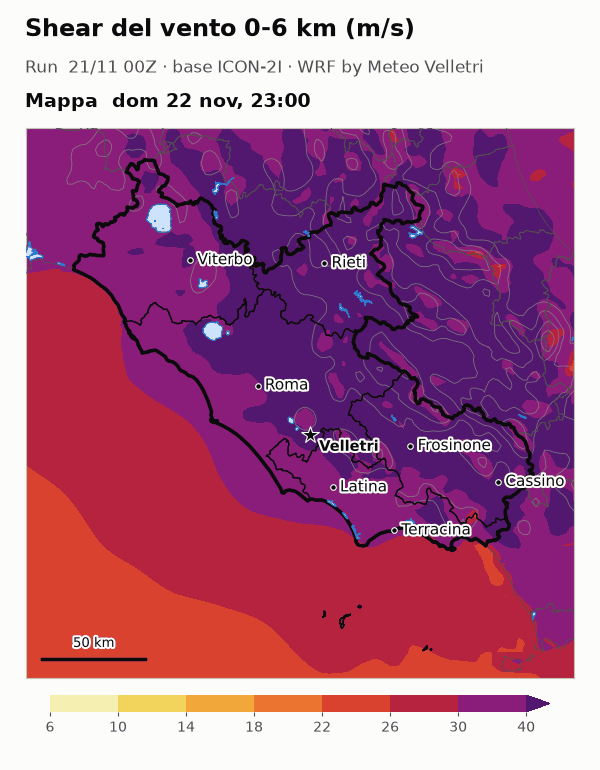 Shear del vento 0-6 km (m/s)
Run 21/11 00Z · base ICON-2I · WRF by Meteo Velletri
Mappa dom 22 nov, 23:00
Viterbo
Rieti
Roma
Velletri
Frosinone
Latina
Cassino
Terracina
50 km
6 10 14 18 22 26 30 40